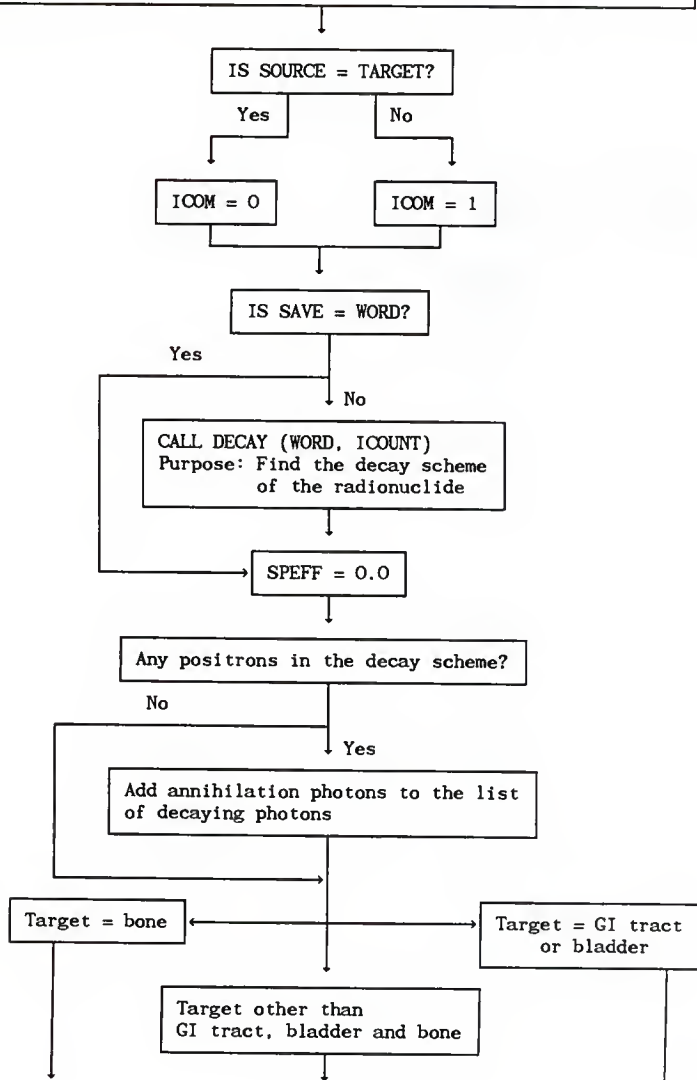 IS SOURCE = TARGET?
Yes
No
ICOM = 0
ICOM = 1
IS SAVE = WORD?
Yes
No
CALL DECAY (WORD, ICOUNT)
Purpose: Find the decay scheme
of the radionuclide
SPEFF = 0.0
Any positrons in the decay scheme?
No
Yes
Add annihilation photons to the list
of decaying photons
Target = bone
Target = GI tract
or bladder
Target other than
GI tract, bladder and bone